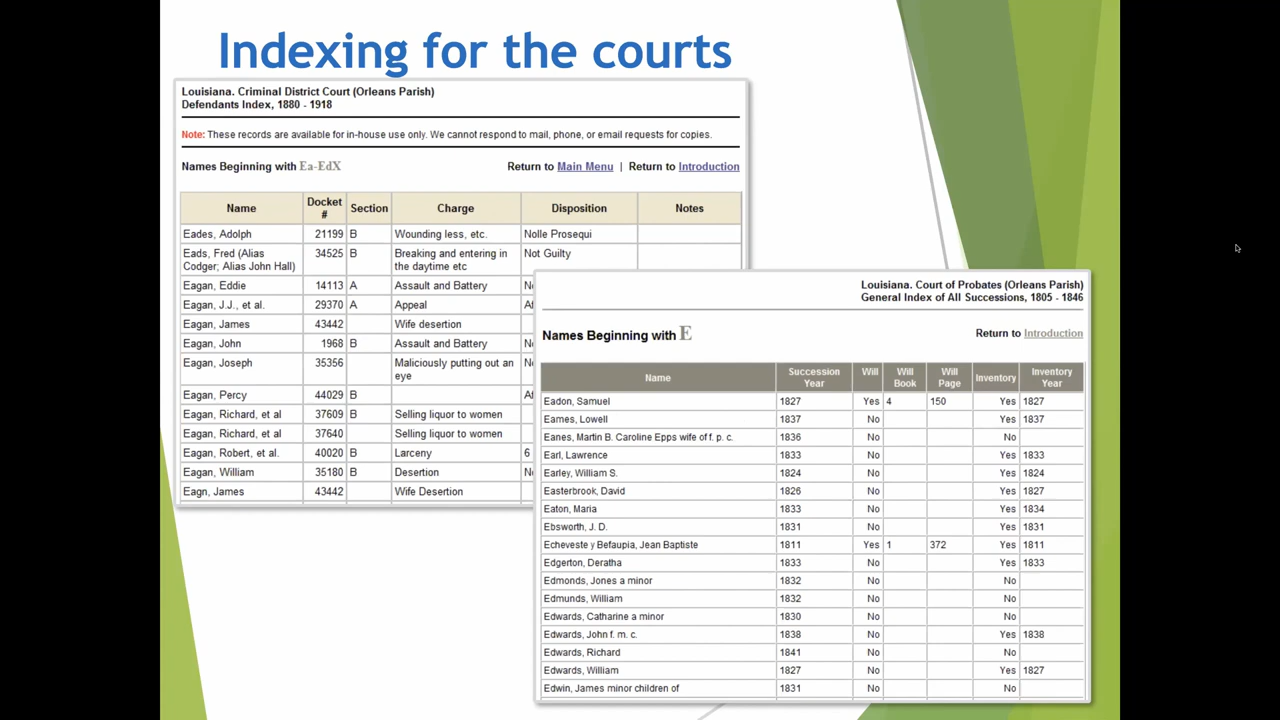 Indexing for the courts
Louisiana. Criminal District Court (Orleans Parish)
Defendants Index, 1880 - 1918
Note: These records are available for in-house use only. We cannot respond to mail, phone, or email requests for copies.
Names Beginning with Ea-EdX Return to Main Menu | Return to Introduction
Name Docket # Section Charge Disposition Notes
Eades, Adolph 21199 B Wounding less, etc. Nolle Prosequi
Eads, Fred (Alias Codger; Alias John Hall) 34525 B Breaking and entering in the daytime etc Not Guilty
Eagan, Eddie 14113 A Assault and Battery
Eagan, J.J., et al. 29370 A Appeal
Eagan, James 43442 Wife desertion
Eagan, John 1968 B Assault and Battery
Eagan, Joseph 35356 Maliciously putting out an eye
Eagan, Percy 44029 B
Eagan, Richard, et al 37609 B Selling liquor to women
Eagan, Richard, et al 37640 Selling liquor to women
Eagan, Robert, et al. 40020 B Larceny 6
Eagan, William 35180 B Desertion
Eagn, James 43442 Wife Desertion
Louisiana. Court of Probates (Orleans Parish)
General Index of All Successions, 1805 - 1846
Names Beginning with E Return to Introduction
Name Succession Year Will Will Book Will Page Inventory Inventory Year
Eadon, Samuel 1827 Yes 4 150 Yes 1827
Eames, Lowell 1837 No Yes 1837
Eanes, Martin B. Caroline Epps wife of f. p. c. 1836 No No
Earl, Lawrence 1833 No Yes 1833
Earley, William S. 1824 No Yes 1824
Easterbrook, David 1826 No Yes 1827
Eaton, Maria 1833 No Yes 1834
Ebsworth, J. D. 1831 No Yes 1831
Echeveste y Befaupia, Jean Baptiste 1811 Yes 1 372 Yes 1811
Edgerton, Deratha 1833 No Yes 1833
Edmonds, Jones a minor 1832 No No
Edmunds, William 1832 No No
Edwards, Catharine a minor 1830 No No
Edwards, John f. m. c. 1838 No Yes 1838
Edwards, Richard 1841 No No
Edwards, William 1827 No Yes 1827
Edwin, James minor children of 1831 No No